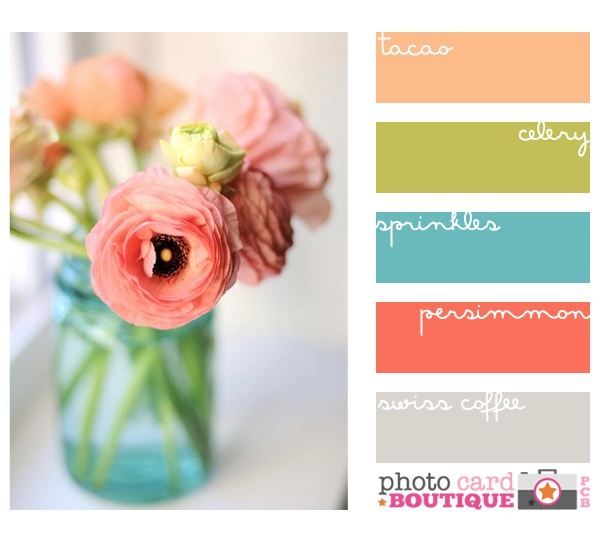 tacao
celery
sprinkles
persimmon
swiss coffee
photo card
BOUTIQUE
PCB